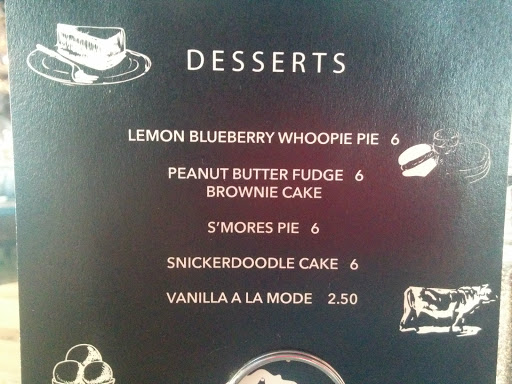 DESSERTS
LEMON BLUEBERRY WHOOPIE PIE 6
PEANUT BUTTER FUDGE 6
BROWNIE CAKE
S'MORES PIE 6
SNICKERDOODLE CAKE 6
VANILLA A LA MODE 2.50